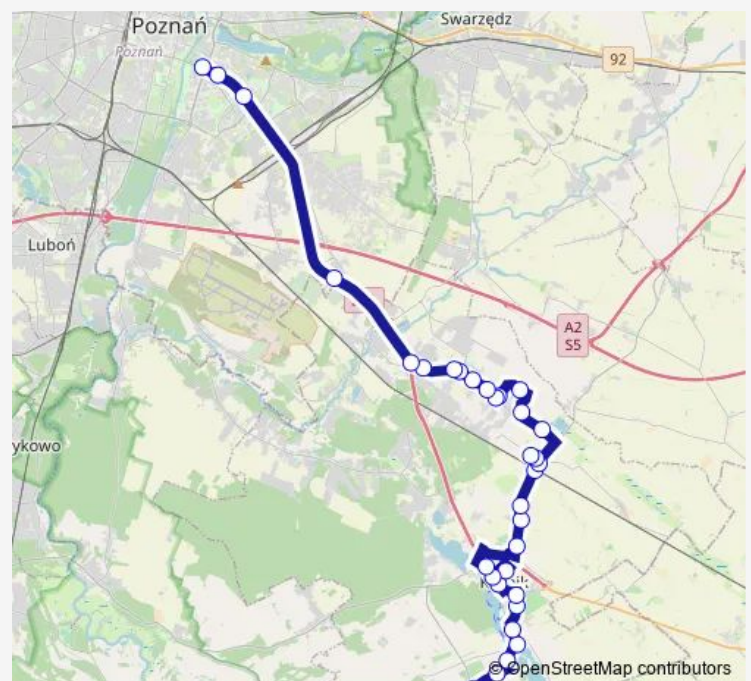 Poznań
Poznań
Swarzędz
92
Luboń
A2
S5
ykowo
© OpenStreetMap contributors